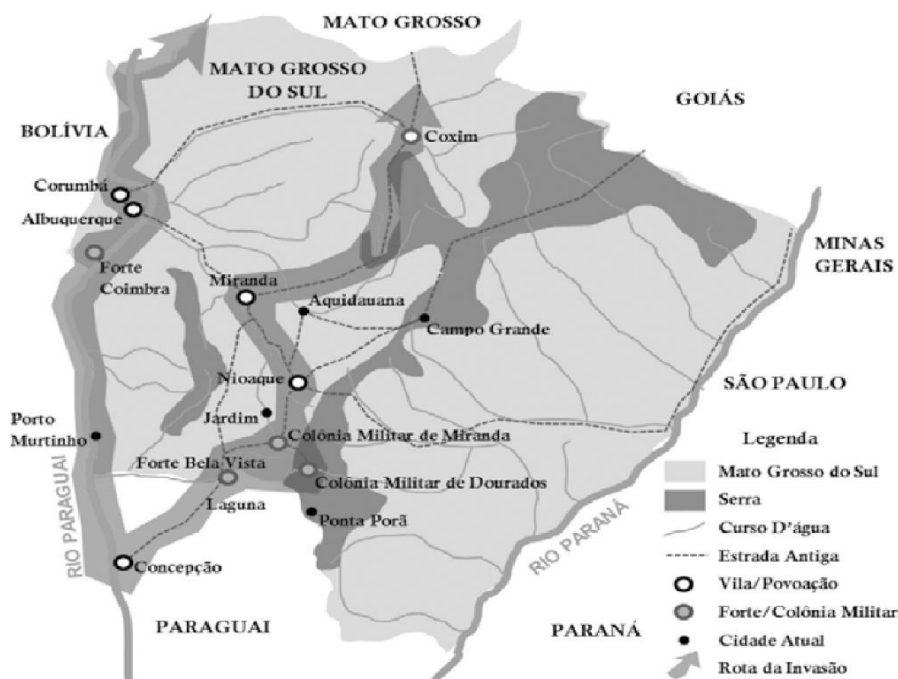 MATO GROSSO
MATO GROSSO
DO SUL
GOIÁS
BOLÍVIA
Coxim
Corumbá
Albuquerque
MINAS
GERAIS
Forte
Coimbra
Miranda
Aquidauana
Campo Grande
Nioaque
SÃO PAULO
Jardim
Porto
Murtinho
Colônia Militar de Miranda
Forte Bela Vista
Colônia Militar de Dourados
Laguna
Ponta Porã
RIO PARAGUAI
Concepção
RIO PARANÁ
PARAGUAI
PARANÁ
Legenda
Mato Grosso do Sul
Serra
Curso D'água
Estrada Antiga
Vila/Povoação
Forte/Colônia Militar
Cidade Atual
Rota da Invasão